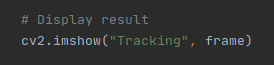 # Display result
cv2.imshow("Tracking", frame)